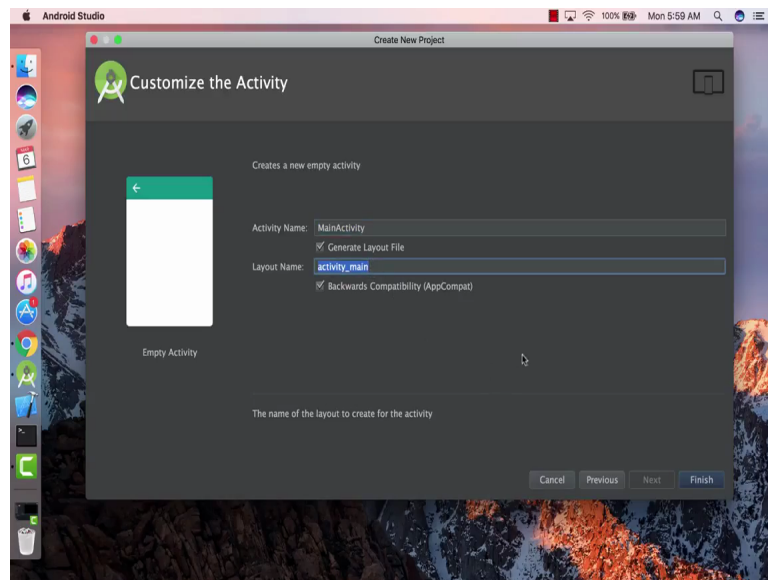 Android Studio
100%
Mon 5:59 AM
Create New Project
Customize the Activity
6
Creates a new empty activity
Activity Name: MainActivity
Generate Layout File
Layout Name: activity_main
Backwards Compatibility (AppCompat)
Empty Activity
The name of the layout to create for the activity
Cancel Previous Next Finish